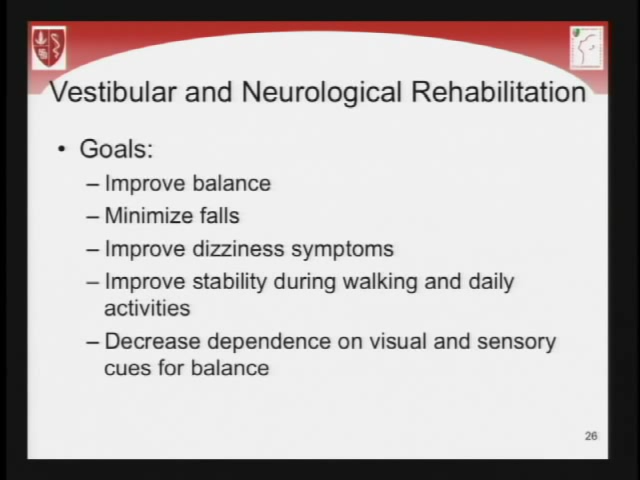 Vestibular and Neurological Rehabilitation
• Goals:
– Improve balance
– Minimize falls
– Improve dizziness symptoms
– Improve stability during walking and daily
activities
– Decrease dependence on visual and sensory
cues for balance
26